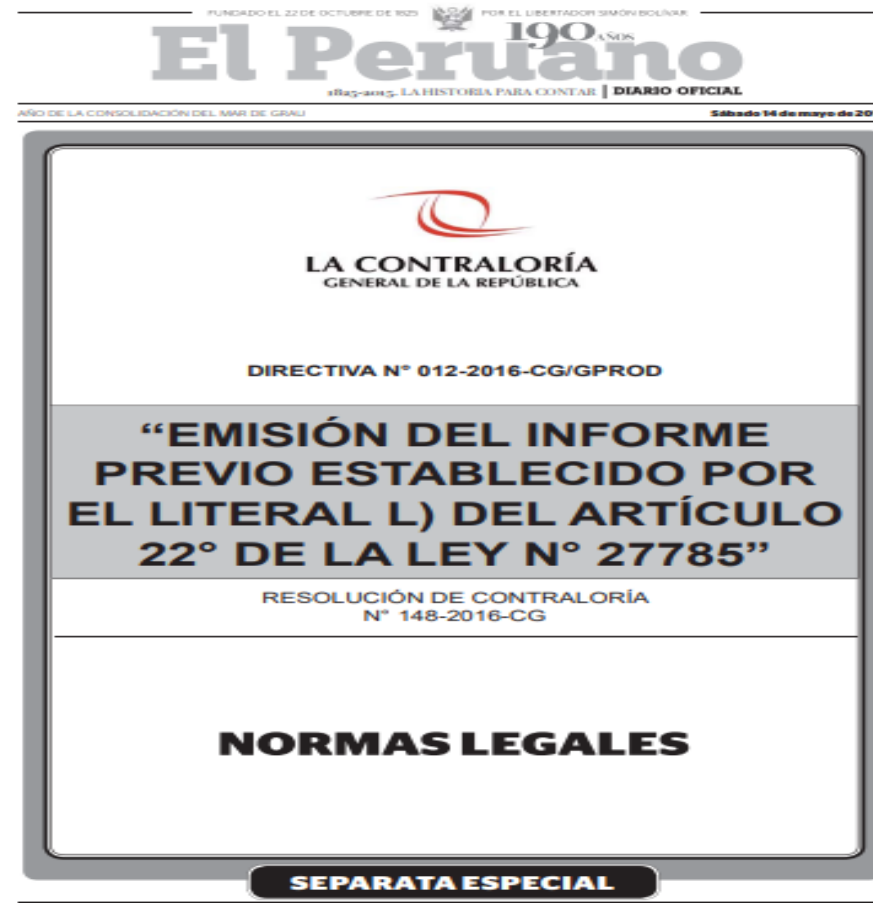 FUNDADO EL 22 DE OCTUBRE DE 1825 POR EL LIBERTADOR SIMÓN BOLÍVAR
El Peruano
190 AÑOS
1825-2015. LA HISTORIA PARA CONTAR | DIARIO OFICIAL
AÑO DE LA CONSOLIDACIÓN DEL MAR DE GRAU Sábado 14 de mayo de 20
LA CONTRALORÍA
GENERAL DE LA REPÚBLICA
DIRECTIVA N° 012-2016-CG/GPROD
“EMISIÓN DEL INFORME
PREVIO ESTABLECIDO POR
EL LITERAL L) DEL ARTÍCULO
22° DE LA LEY N° 27785”
RESOLUCIÓN DE CONTRALORÍA
N° 148-2016-CG
NORMAS LEGALES
SEPARATA ESPECIAL